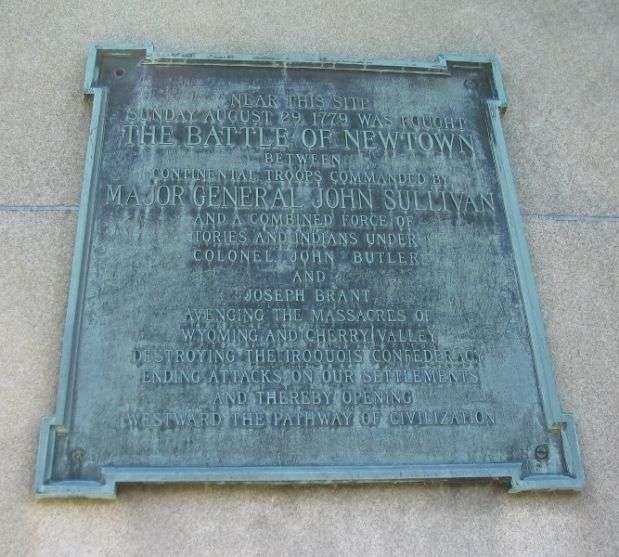 NEAR THIS SITE
SUNDAY AUGUST 29, 1779 WAS FOUGHT
THE BATTLE OF NEWTOWN
BETWEEN
CONTINENTAL TROOPS COMMANDED BY
MAJOR GENERAL JOHN SULLIVAN
AND A COMBINED FORCE OF
TORIES AND INDIANS UNDER
COLONEL JOHN BUTLER
AND
JOSEPH BRANT
AVENGING THE MASSACRES OF
WYOMING AND CHERRY VALLEY
DESTROYING THE IROQUOIS CONFEDERACY
ENDING ATTACKS ON OUR SETTLEMENTS
AND THEREBY OPENING
WESTWARD THE PATHWAY OF CIVILIZATION